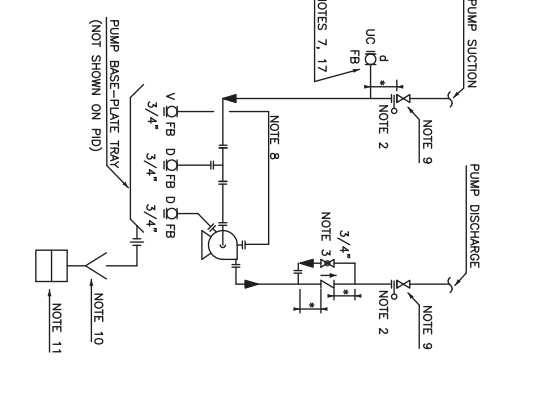 PUMP SUCTION
NOTES 7, 17
UC
d
FB
*
NOTE 2
NOTE 9
PUMP DISCHARGE
PUMP BASE-PLATE TRAY
(NOT SHOWN ON PID)
V
FB
3/4"
D
FB
3/4"
D
FB
3/4"
NOTE 8
3/4"
NOTE 3
*
*
NOTE 2
NOTE 9
NOTE 10
NOTE 11